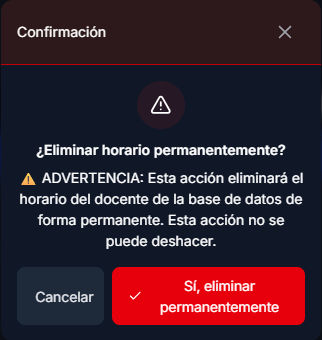 Confirmación
¿Eliminar horario permanentemente?
⚠️ ADVERTENCIA: Esta acción eliminará el
horario del docente de la base de datos de
forma permanente. Esta acción no se
puede deshacer.
Cancelar
Sí, eliminar
permanentemente